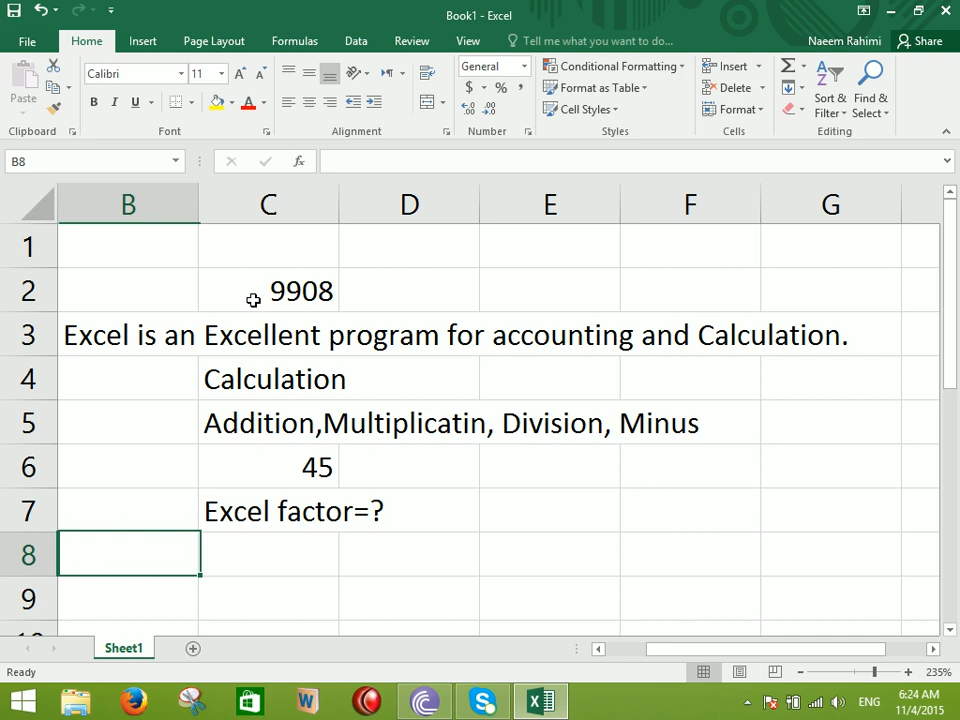 Book1 - Excel
File Home Insert Page Layout Formulas Data Review View Tell me what you want to do... Naeem Rahimi Share
Paste Calibri 11 A A General Conditional Formatting Insert Σ
B I U A $ % , Format as Table Delete Sort & Find &
Cell Styles Format Filter Select
Clipboard Font Alignment Number Styles Cells Editing
B8 fx
B C D E F G
1
2 9908
3 Excel is an Excellent program for accounting and Calculation.
4 Calculation
5 Addition,Multiplicatin, Division, Minus
6 45
7 Excel factor=?
8
9
10
Sheet1
Ready 235%
ENG 6:24 AM
11/4/2015